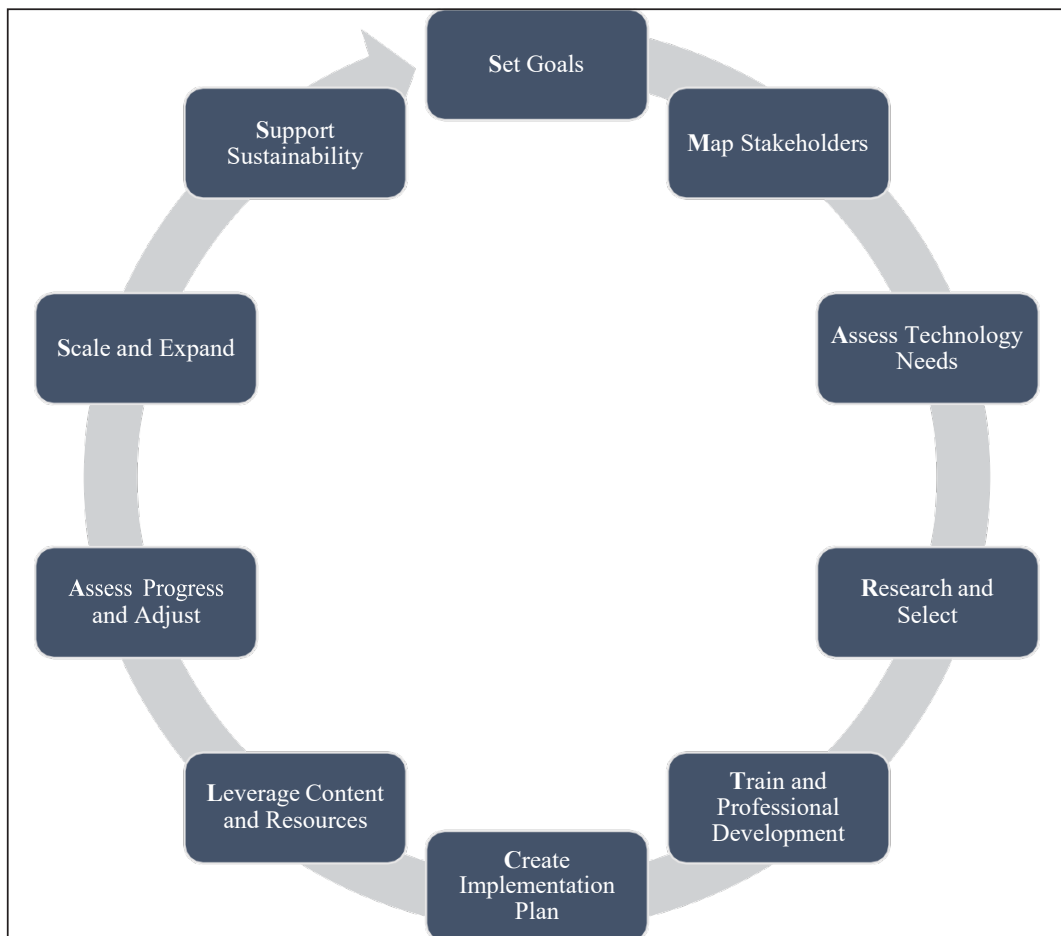 Set Goals
Map Stakeholders
Assess Technology
Needs
Research and
Select
Train and
Professional
Development
Create
Implementation
Plan
Leverage Content
and Resources
Assess Progress
and Adjust
Scale and Expand
Support
Sustainability